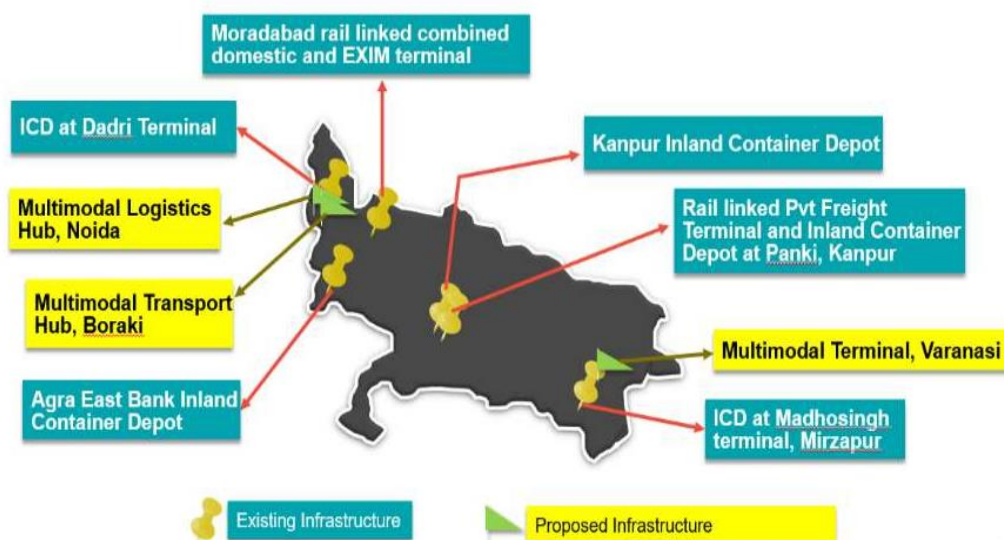 Moradabad rail linked combined
domestic and EXIM terminal
ICD at Dadri Terminal
Kanpur Inland Container Depot
Multimodal Logistics
Hub, Noida
Rail linked Pvt Freight
Terminal and Inland Container
Depot at Panki, Kanpur
Multimodal Transport
Hub, Boraki
Multimodal Terminal, Varanasi
Agra East Bank Inland
Container Depot
ICD at Madhosingh
terminal, Mirzapur
Existing Infrastructure
Proposed Infrastructure